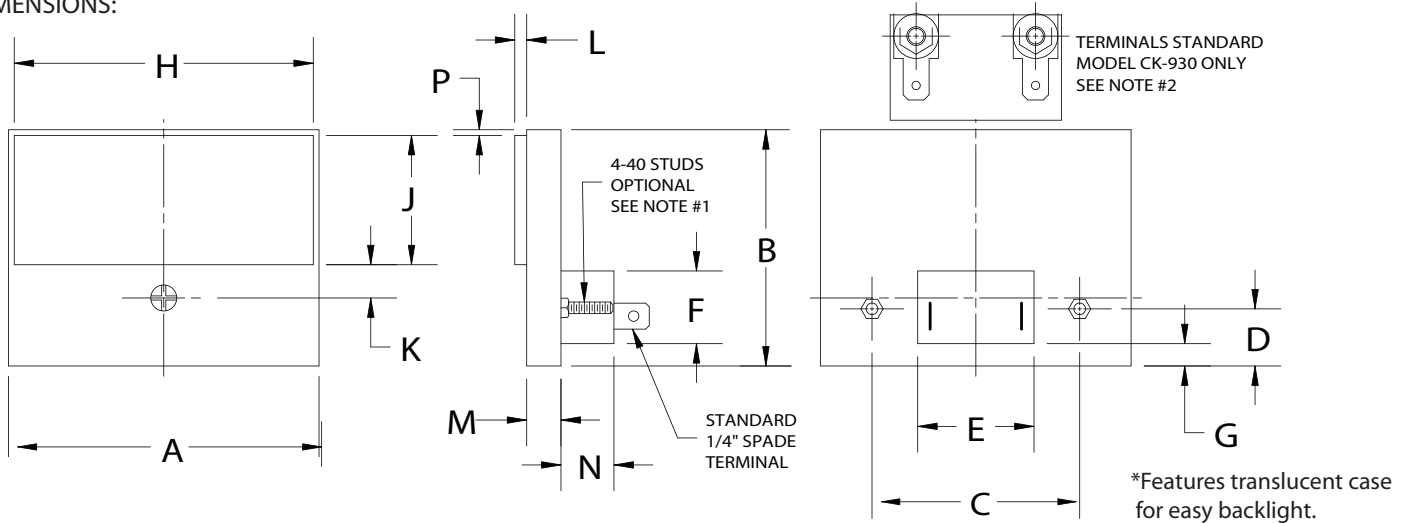 MENSIONS:
H
L
P
TERMINALS STANDARD
MODEL CK-930 ONLY
SEE NOTE #2
4-40 STUDS
OPTIONAL
SEE NOTE #1
J
B
F
K
D
M
A
N
STANDARD
1/4" SPADE
TERMINAL
E
G
C
*Features translucent case
for easy backlight.